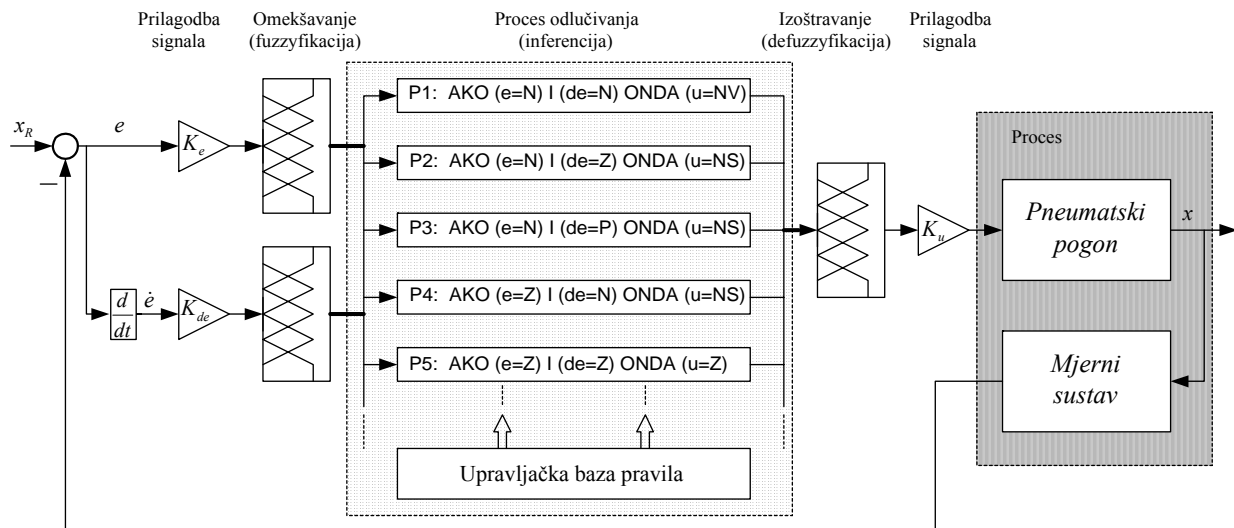 Prilagodba
signala
Omekšavanje
(fuzzyfikacija)
Proces odlučivanja
(inferencija)
Izoštravanje
(defuzzyfikacija)
Prilagodba
signala
x_R
e
K_e
—
d
dt
ė
K_de
P1: AKO (e=N) I (de=N) ONDA (u=NV)
P2: AKO (e=N) I (de=Z) ONDA (u=NS)
P3: AKO (e=N) I (de=P) ONDA (u=NS)
P4: AKO (e=Z) I (de=N) ONDA (u=NS)
P5: AKO (e=Z) I (de=Z) ONDA (u=Z)
Upravljačka baza pravila
K_u
Proces
Pneumatski
pogon
x
Mjerni
sustav